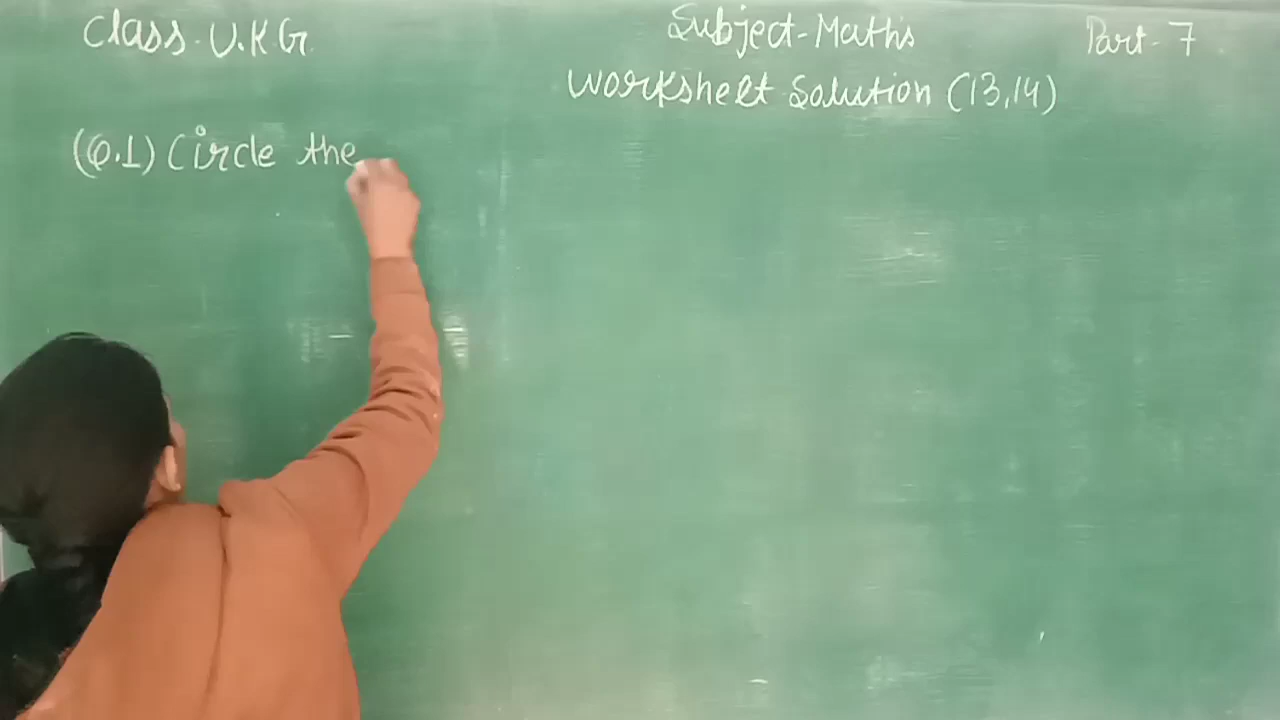 Class-U.K.G. Subject-Maths Part-7
Worksheet Solution (13,14)
(Q.1) Circle the